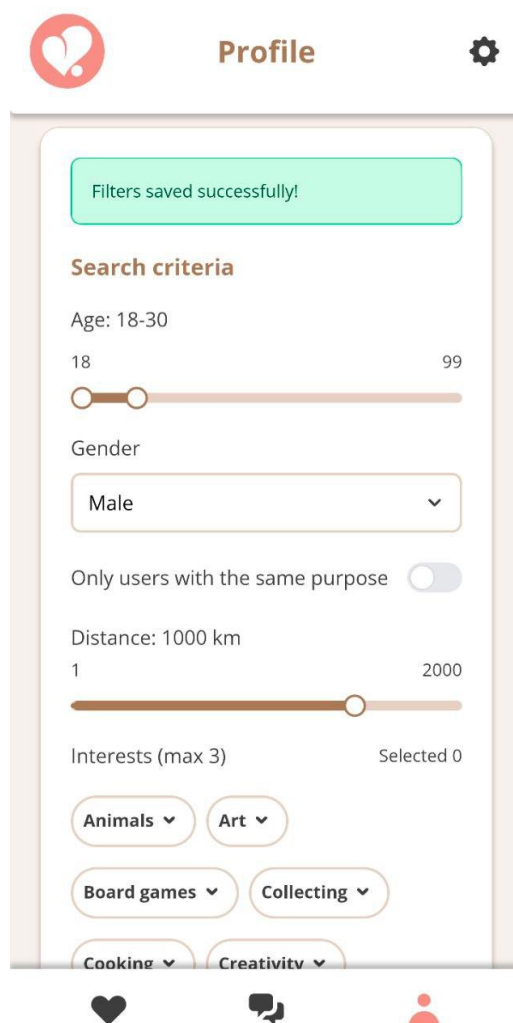 Profile
Filters saved successfully!
Search criteria
Age: 18-30
18 99
Gender
Male
Only users with the same purpose
Distance: 1000 km
1 2000
Interests (max 3) Selected 0
Animals Art
Board games Collecting
Cooking Creativity